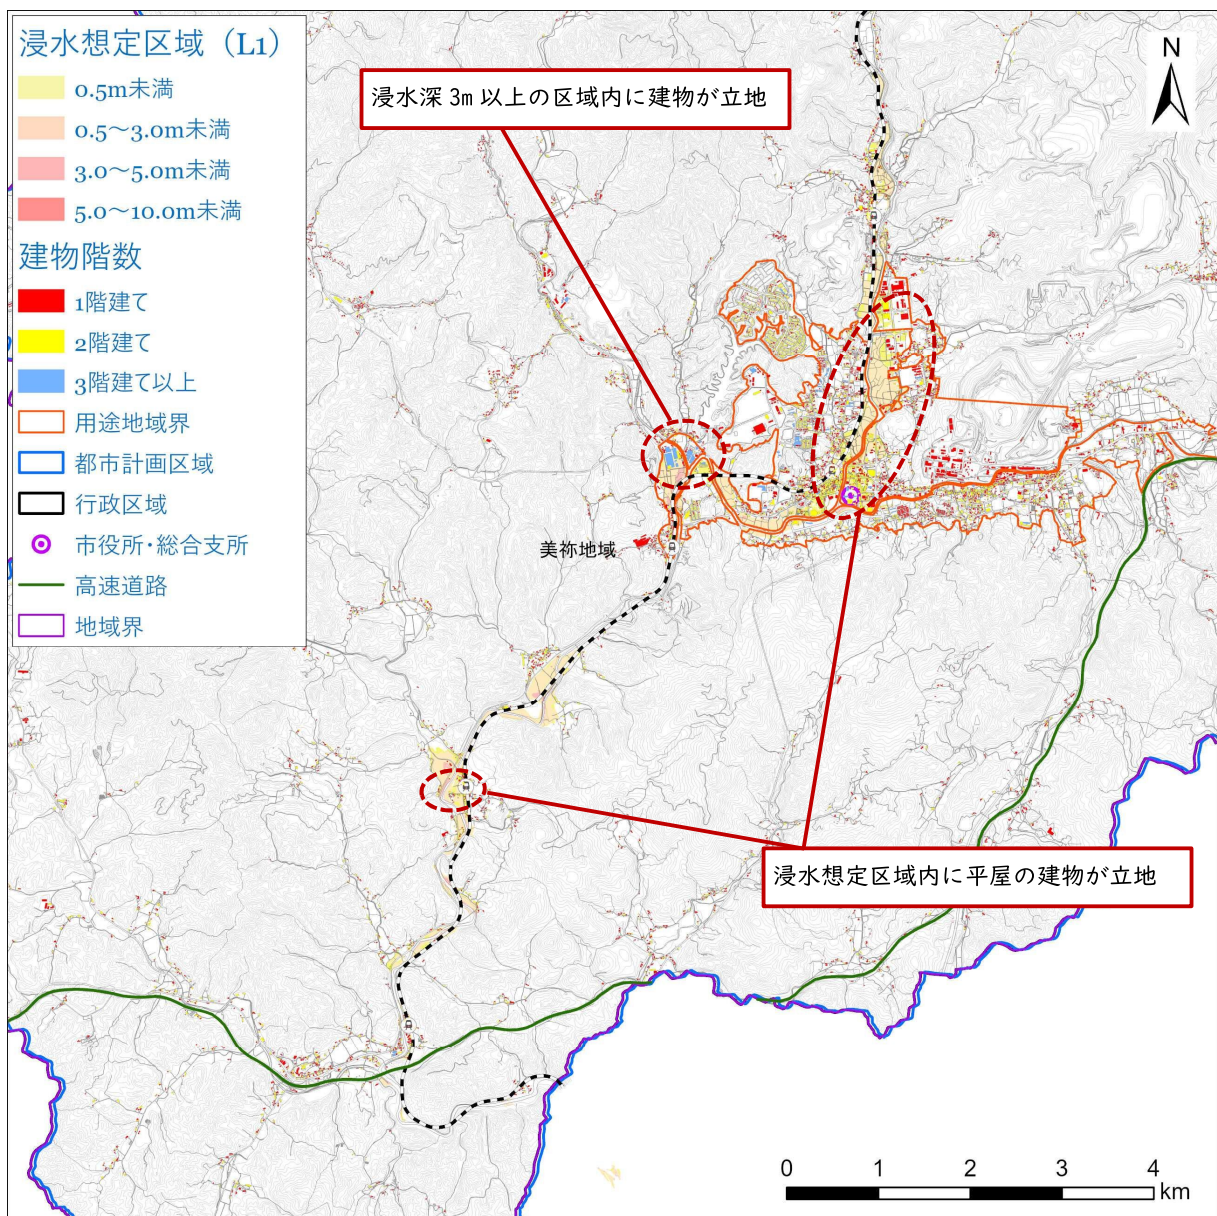 浸水想定区域（L1）
0.5m未満
0.5～3.0m未満
3.0～5.0m未満
5.0～10.0m未満
建物階数
1階建て
2階建て
3階建て以上
用途地域界
都市計画区域
行政区域
市役所・総合支所
高速道路
地域界
浸水深 3m 以上の区域内に建物が立地
N
美祢地域
浸水想定区域内に平屋の建物が立地
0 1 2 3 4
km